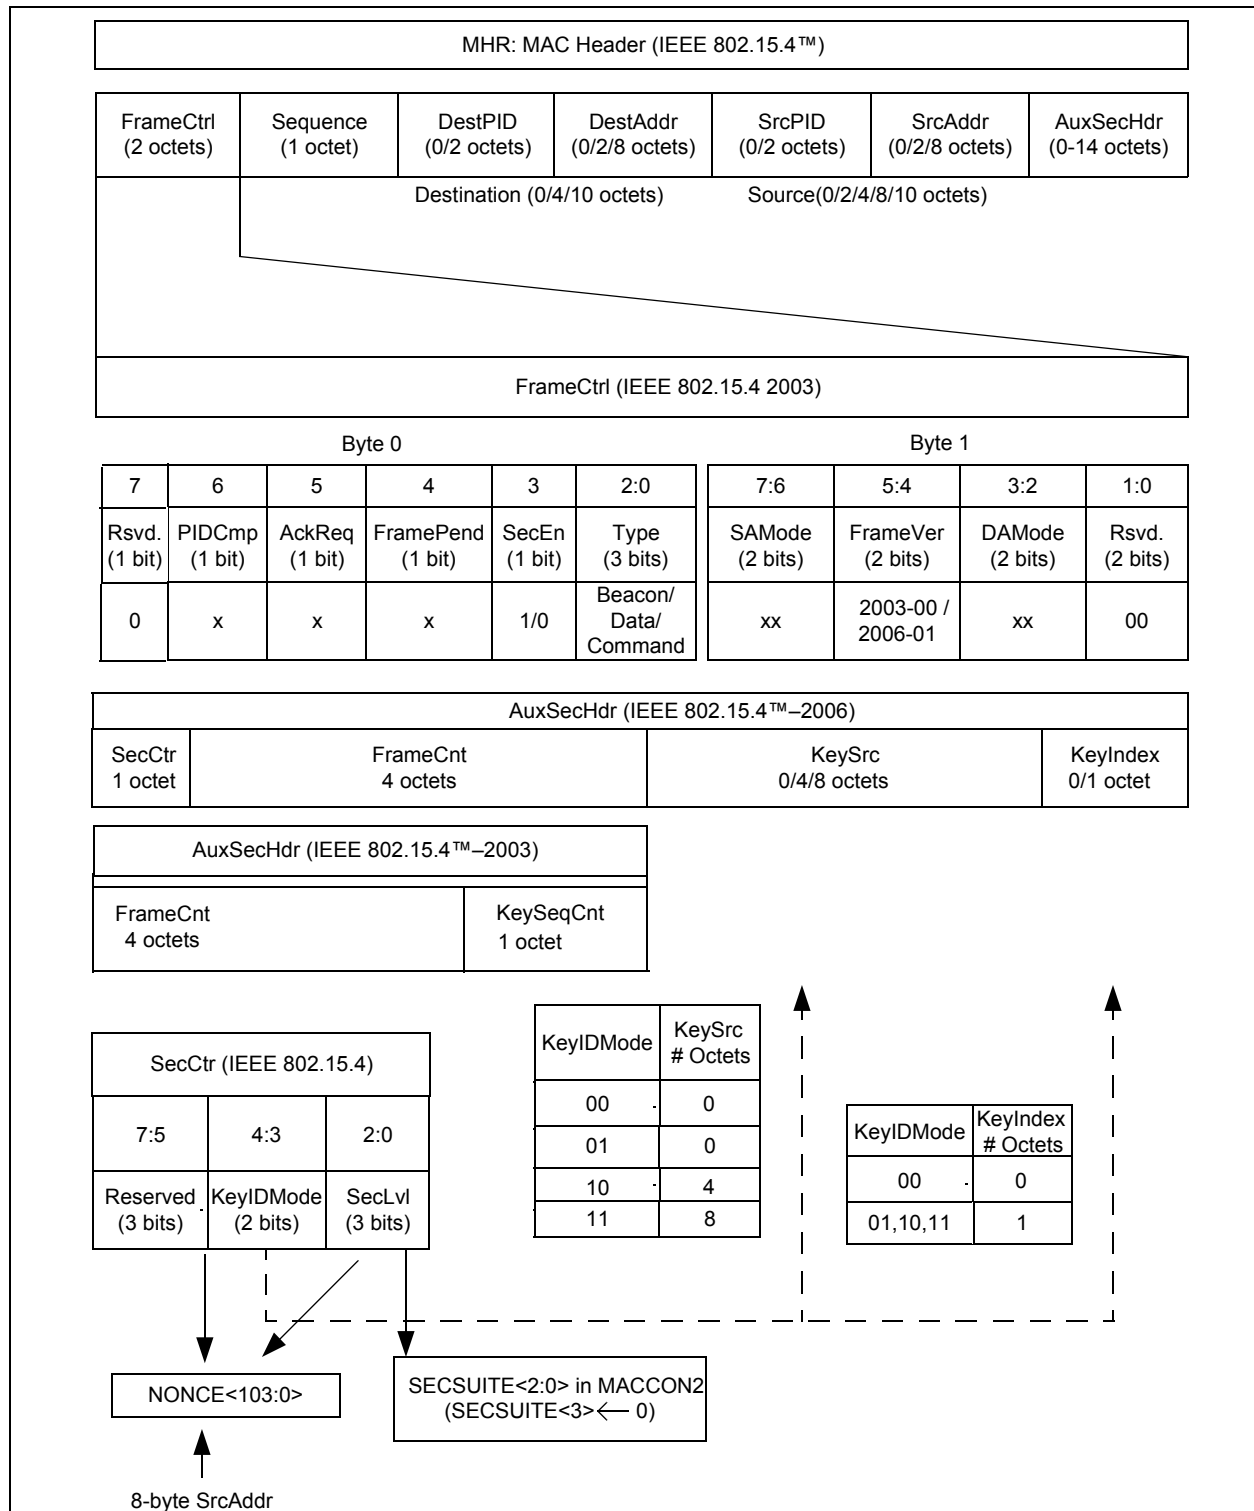 MHR: MAC Header (IEEE 802.15.4™)
FrameCtrl
(2 octets)
Sequence
(1 octet)
DestPID
(0/2 octets)
DestAddr
(0/2/8 octets)
SrcPID
(0/2 octets)
SrcAddr
(0/2/8 octets)
AuxSecHdr
(0-14 octets)
Destination (0/4/10 octets)
Source(0/2/4/8/10 octets)
FrameCtrl (IEEE 802.15.4 2003)
Byte 0
Byte 1
7
6
5
4
3
2:0
7:6
5:4
3:2
1:0
Rsvd.
(1 bit)
PIDCmp
(1 bit)
AckReq
(1 bit)
FramePend
(1 bit)
SecEn
(1 bit)
Type
(3 bits)
SAMode
(2 bits)
FrameVer
(2 bits)
DAMode
(2 bits)
Rsvd.
(2 bits)
0
x
x
x
1/0
Beacon/
Data/
Command
xx
2003-00 /
2006-01
xx
00
AuxSecHdr (IEEE 802.15.4™–2006)
SecCtr
1 octet
FrameCnt
4 octets
KeySrc
0/4/8 octets
KeyIndex
0/1 octet
AuxSecHdr (IEEE 802.15.4™–2003)
FrameCnt
4 octets
KeySeqCnt
1 octet
SecCtr (IEEE 802.15.4)
7:5
4:3
2:0
Reserved
(3 bits)
KeyIDMode
(2 bits)
SecLvl
(3 bits)
KeyIDMode
KeySrc
# Octets
00
0
01
0
10
4
11
8
KeyIDMode
KeyIndex
# Octets
00
0
01,10,11
1
NONCE<103:0>
SECSUITE<2:0> in MACCON2
(SECSUITE<3>← 0)
8-byte SrcAddr